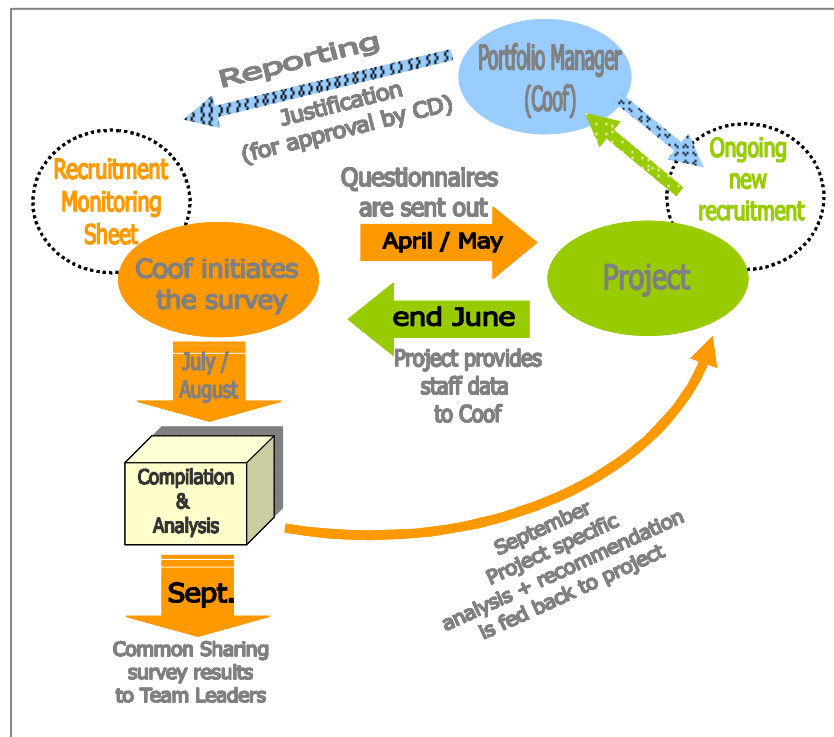 Reporting
Justification
(for approval by CD)
Portfolio Manager
(Coof)
Ongoing
new
recruitment
Recruitment
Monitoring
Sheet
Questionnaires
are sent out
April / May
Coof initiates
the survey
Project
end June
Project provides
staff data
to Coof
July /
August
Compilation
&
Analysis
September
Project specific
analysis + recommendation
is fed back to project
Sept.
Common Sharing
survey results
to Team Leaders